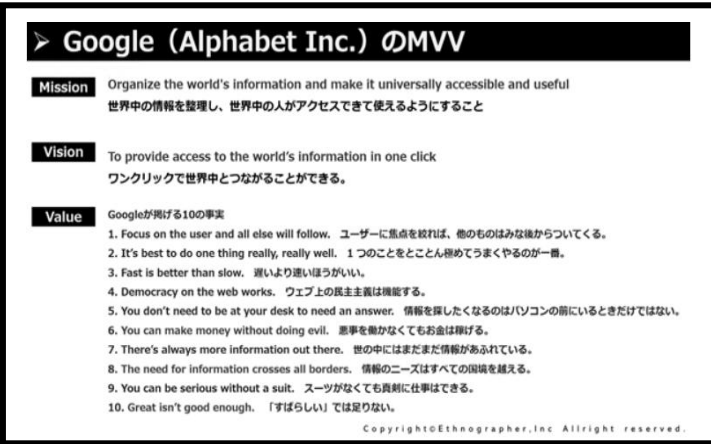 ➢ Google（Alphabet Inc.）のMVV
Mission
Organize the world's information and make it universally accessible and useful
世界中の情報を整理し、世界中の人がアクセスできて使えるようにすること
Vision
To provide access to the world's information in one click
ワンクリックで世界中とつながることができる。
Value
Googleが掲げる10の事実
1. Focus on the user and all else will follow. ユーザーに焦点を絞れば、他のものはみな後からついてくる。
2. It's best to do one thing really, really well. 1つのことをとことん極めてうまくやるのが一番。
3. Fast is better than slow. 遅いより速いほうがいい。
4. Democracy on the web works. ウェブ上の民主主義は機能する。
5. You don't need to be at your desk to need an answer. 情報を探したくなるのはパソコンの前にいるときだけではない。
6. You can make money without doing evil. 悪事を働かなくてもお金は稼げる。
7. There's always more information out there. 世の中にはまだまだ情報があふれている。
8. The need for information crosses all borders. 情報のニーズはすべての国境を越える。
9. You can be serious without a suit. スーツがなくても真剣に仕事はできる。
10. Great isn't good enough. 「すばらしい」では足りない。
Copyright©Ethnographer,Inc Allright reserved.